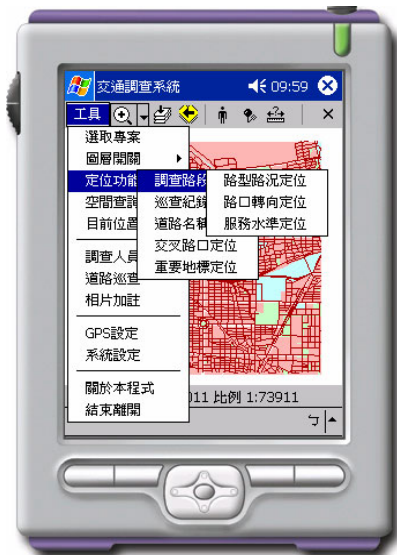 交通調查系統 09:59
工具
選取專案
圖層開關
定位功能
空間查詢
目前位置
調查人員
道路巡查
相片加註
GPS設定
系統設定
關於本程式
結束離開
調查路段
巡查紀錄
道路名稱
交叉路口定位
重要地標定位
路型路況定位
路口轉向定位
服務水準定位
011 比例 1:73911
ㄅ